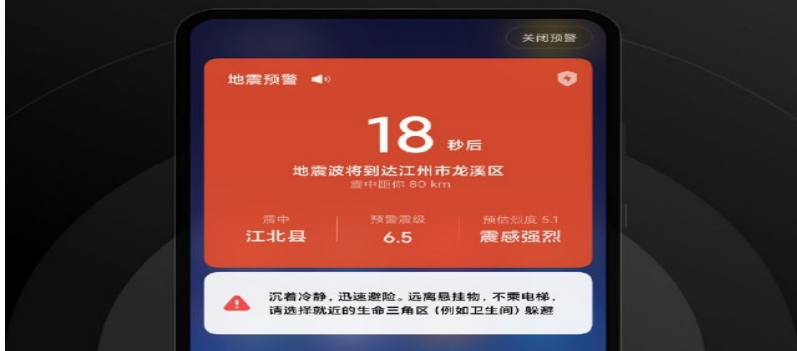 关闭预警
地震预警
18 秒后
地震波将到达江州市龙溪区
震中距你 80 km
震中 预警震级 预估烈度 5.1
江北县 6.5 震感强烈
沉着冷静,迅速避险。远离悬挂物,不乘电梯,
请选择就近的生命三角区(例如卫生间)躲避